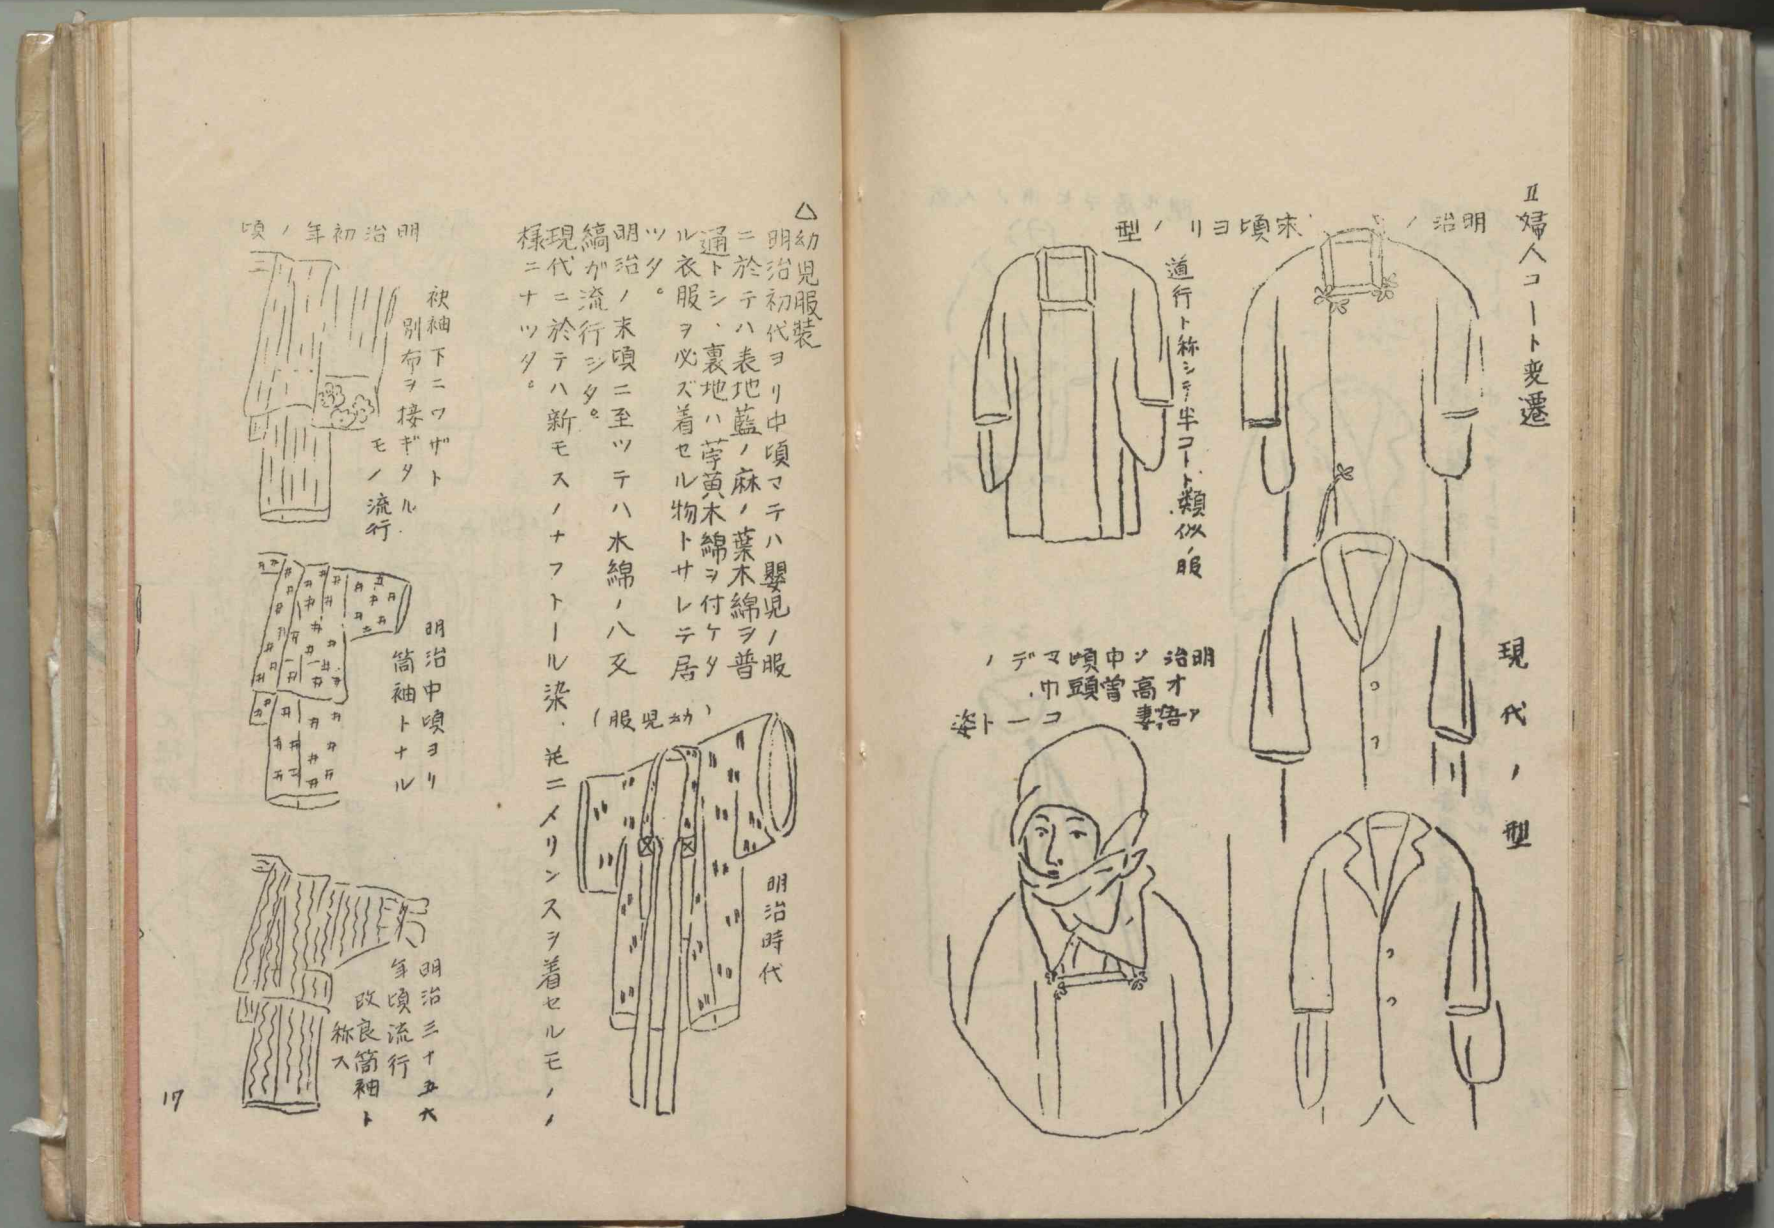 II 婦人コート変遷
明治ノ末頃ヨリノ型
道行ト称シテ半コート、類似ノ服
現代ノ型
明治ン中頃マデノ
オ高曽頭巾、
吾妻コート姿
△幼児服装
明治初代ヨリ中頃マデハ嬰児ノ服
ニ於テハ表地藍ノ麻ノ葉木綿ヲ普
通トシ、裏地ハ苧黄木綿ヲ付ケタ
ル衣服ヲ必ズ着セル物トサレテ居
ツタ。
明治ノ末頃ニ至ツテハ木綿ノ八丈
縞が流行シタ。
現代ニ於テハ新モスノナフトール染、ニメリンスヲ着セルモノヽ
様ニナツタ。
(幼児服)
明治時代
明治初年ノ頃
袂袖下ニワザト
別布ヲ接ギタル
モノ流行
明治中頃ヨリ
筒袖トナル
明治三十五六
年頃流行
改良筒袖ト
称ス
17